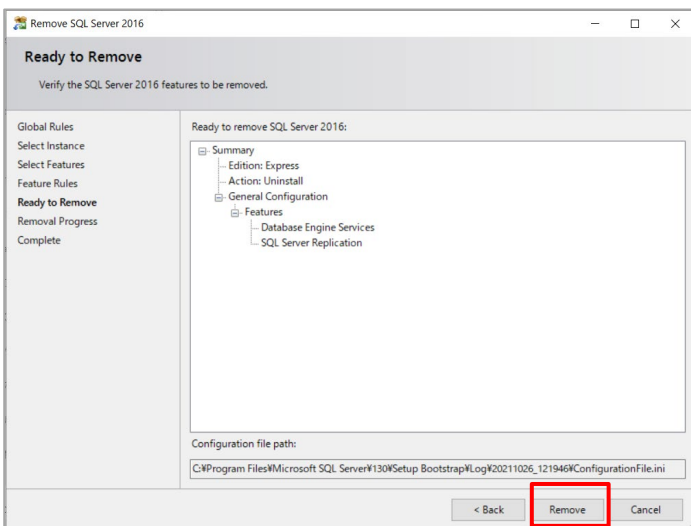 Remove SQL Server 2016
Ready to Remove
Verify the SQL Server 2016 features to be removed.
Global Rules
Select Instance
Select Features
Feature Rules
Ready to Remove
Removal Progress
Complete
Ready to remove SQL Server 2016:
Summary
Edition: Express
Action: Uninstall
General Configuration
Features
Database Engine Services
SQL Server Replication
Configuration file path:
C:¥Program Files¥Microsoft SQL Server¥130¥Setup Bootstrap¥Log¥20211026_121946¥ConfigurationFile.ini
< Back Remove Cancel